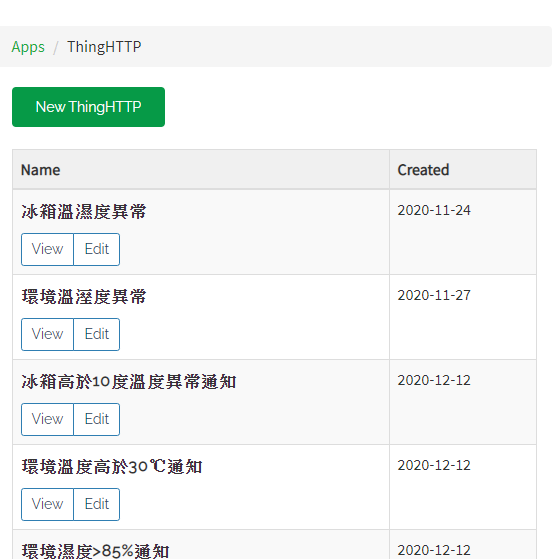 Apps / ThingHTTP
New ThingHTTP
Name Created
冰箱溫濕度異常 2020-11-24
View Edit
環境溫溼度異常 2020-11-27
View Edit
冰箱高於10度溫度異常通知 2020-12-12
View Edit
環境溫度高於30℃通知 2020-12-12
View Edit
環境濕度>85%通知 2020-12-12